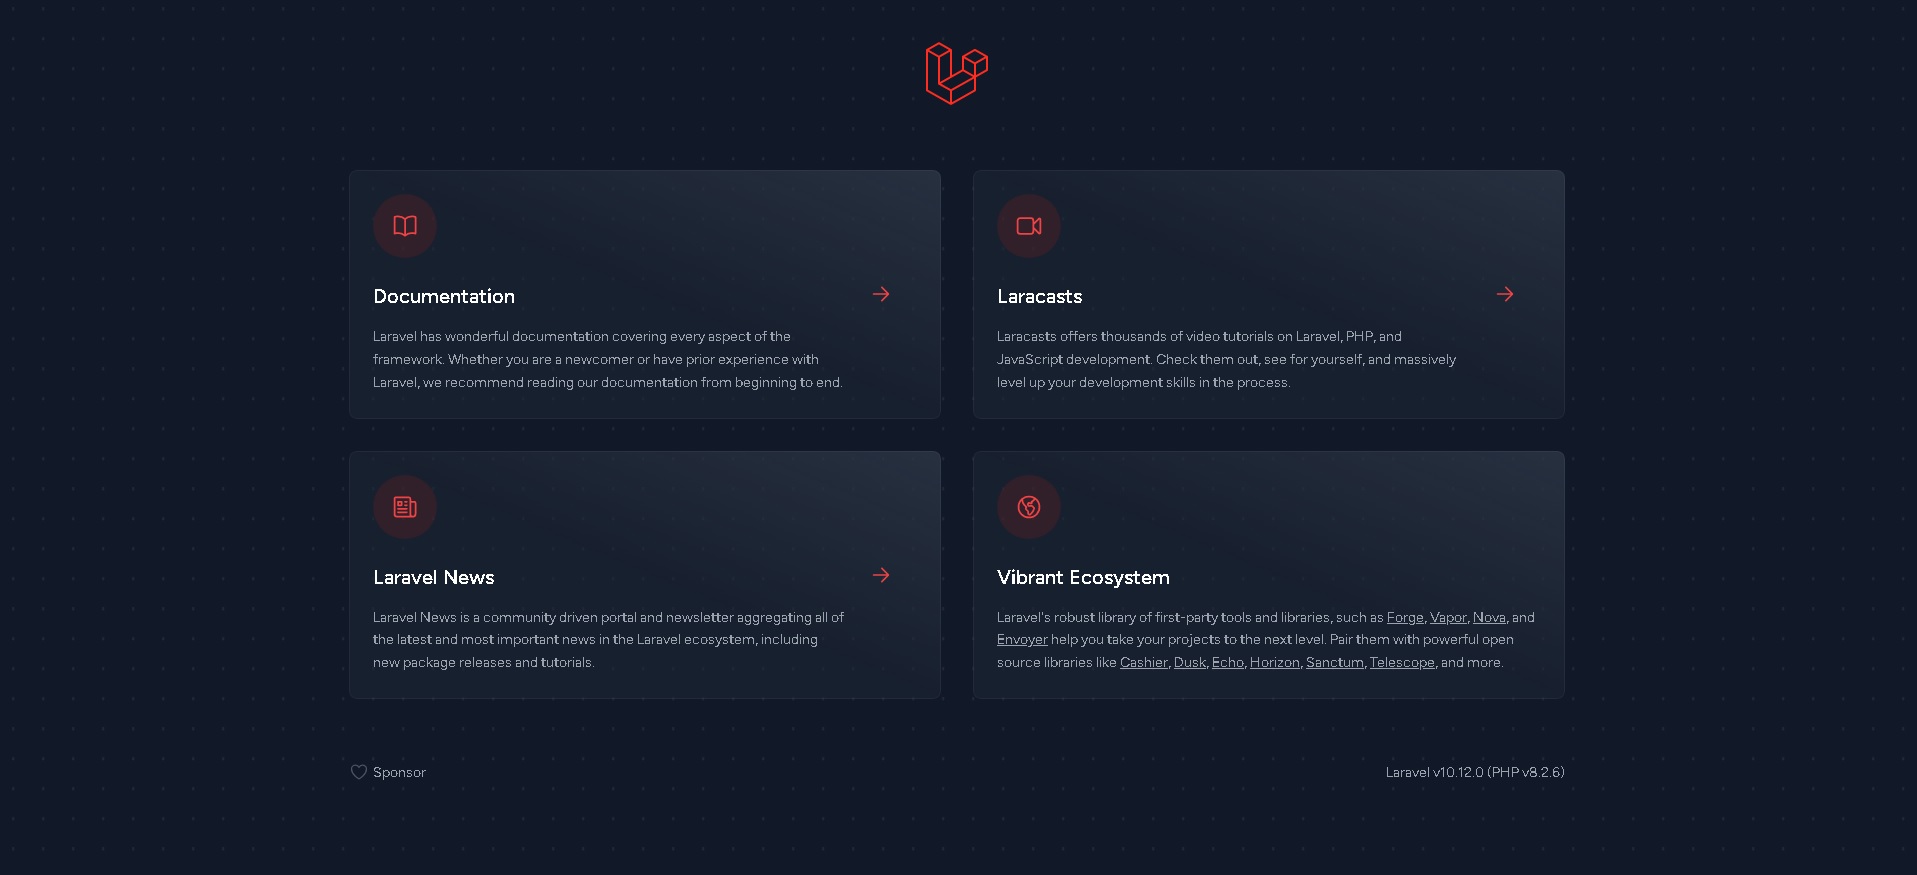 Documentation
Laravel has wonderful documentation covering every aspect of the
framework. Whether you are a newcomer or have prior experience with
Laravel, we recommend reading our documentation from beginning to end.
Laracasts
Laracasts offers thousands of video tutorials on Laravel, PHP, and
JavaScript development. Check them out, see for yourself, and massively
level up your development skills in the process.
Laravel News
Laravel News is a community driven portal and newsletter aggregating all of
the latest and most important news in the Laravel ecosystem, including
new package releases and tutorials.
Vibrant Ecosystem
Laravel's robust library of first-party tools and libraries, such as Forge, Vapor, Nova, and
Envoyer help you take your projects to the next level. Pair them with powerful open
source libraries like Cashier, Dusk, Echo, Horizon, Sanctum, Telescope, and more.
Sponsor
Laravel v10.12.0 (PHP v8.2.6)